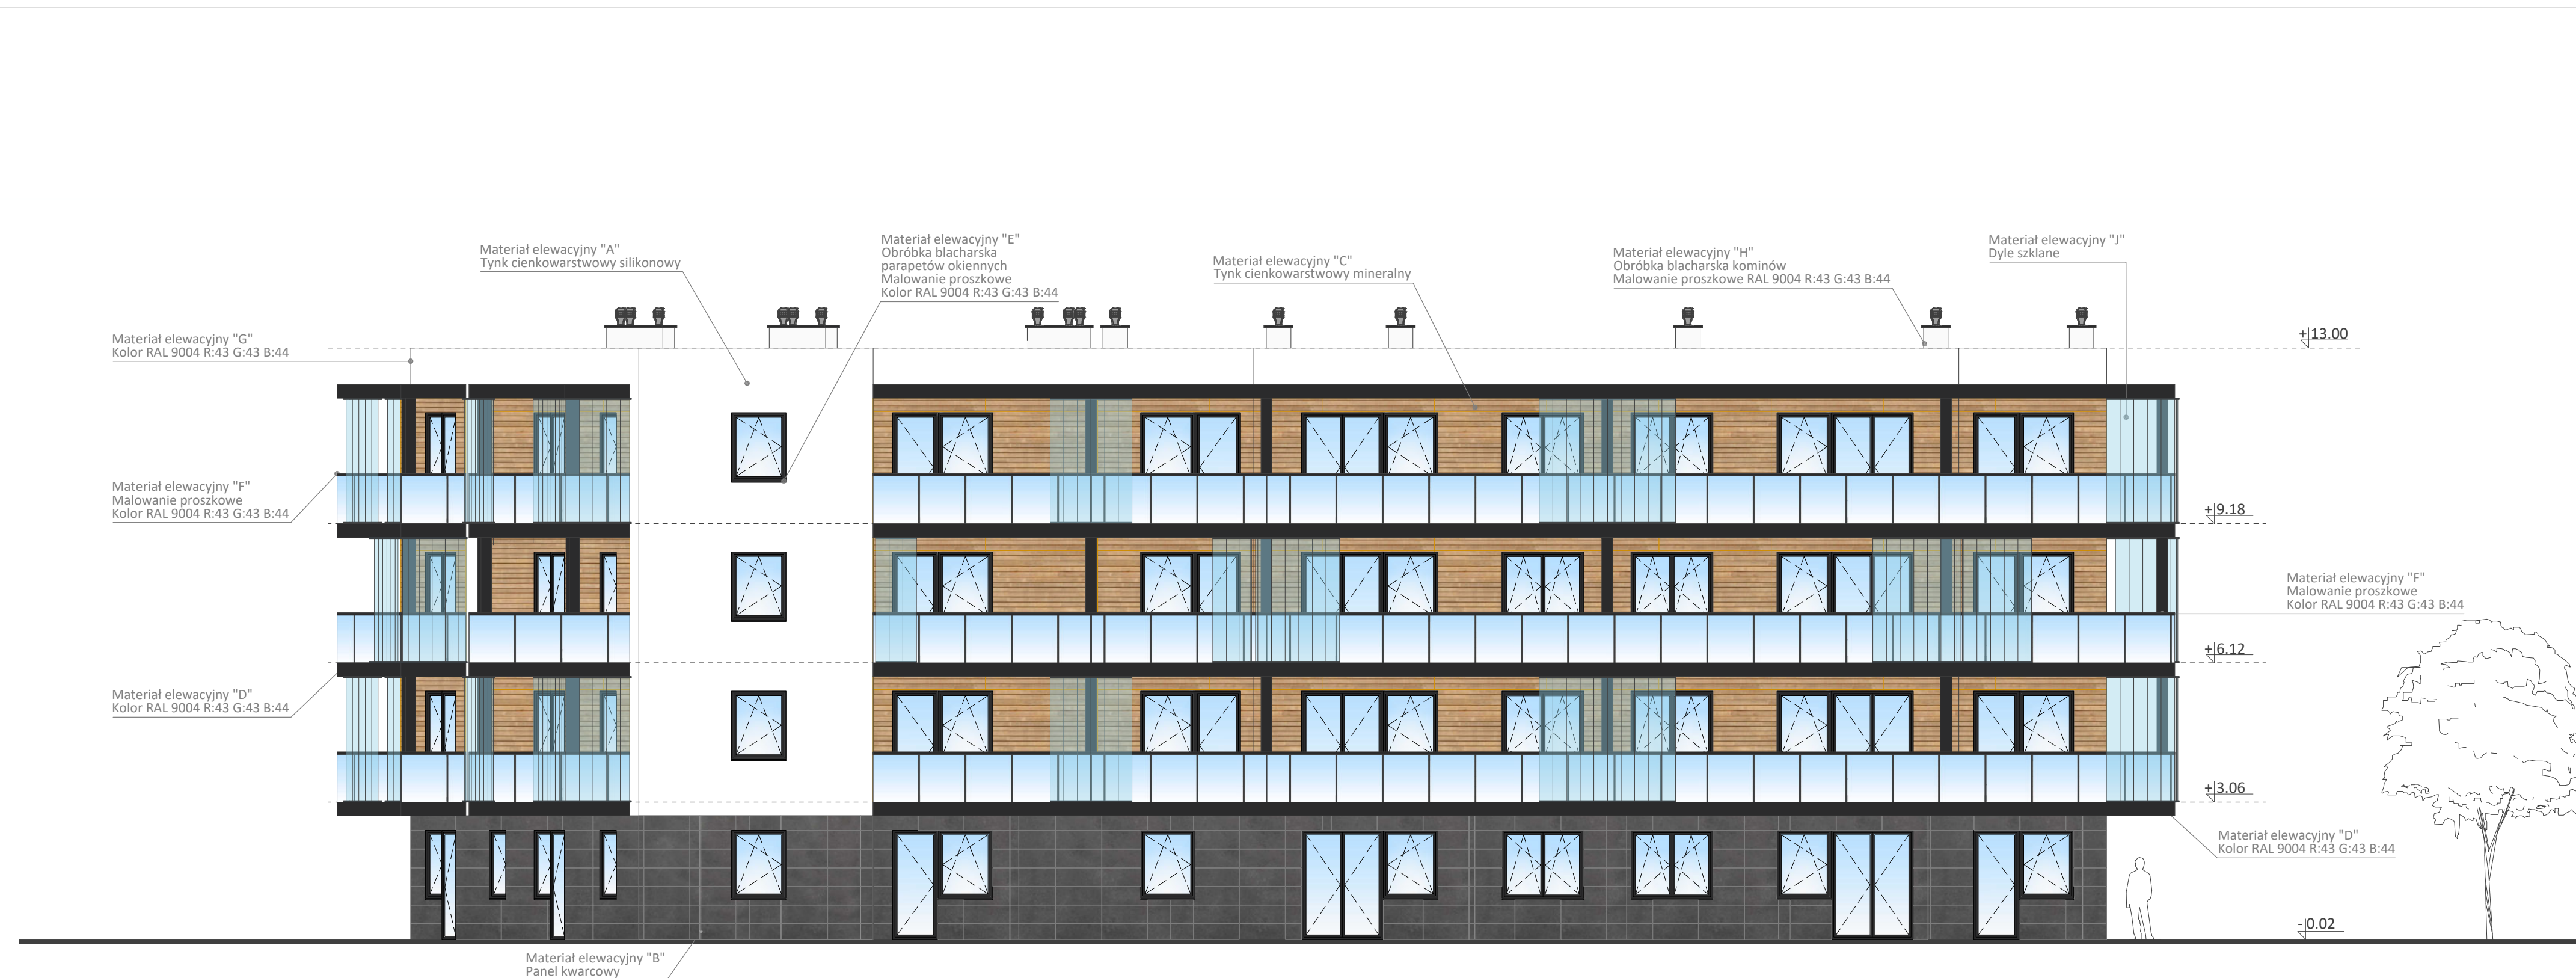 Materiał elewacyjny "A"
Tynk cienkowarstwowy silikonowy
Materiał elewacyjny "E"
Obróbka blacharska
parapetów okiennych
Malowanie proszkowe
Kolor RAL 9004 R:43 G:43 B:44
Materiał elewacyjny "C"
Tynk cienkowarstwowy mineralny
Materiał elewacyjny "H"
Obróbka blacharska kominów
Malowanie proszkowe RAL 9004 R:43 G:43 B:44
Materiał elewacyjny "J"
Dyle szklane
Materiał elewacyjny "G"
Kolor RAL 9004 R:43 G:43 B:44
+13.00
Materiał elewacyjny "F"
Malowanie proszkowe
Kolor RAL 9004 R:43 G:43 B:44
+9.18
Materiał elewacyjny "F"
Malowanie proszkowe
Kolor RAL 9004 R:43 G:43 B:44
+6.12
Materiał elewacyjny "D"
Kolor RAL 9004 R:43 G:43 B:44
+3.06
Materiał elewacyjny "D"
Kolor RAL 9004 R:43 G:43 B:44
-0.02
Materiał elewacyjny "B"
Panel kwarcowy